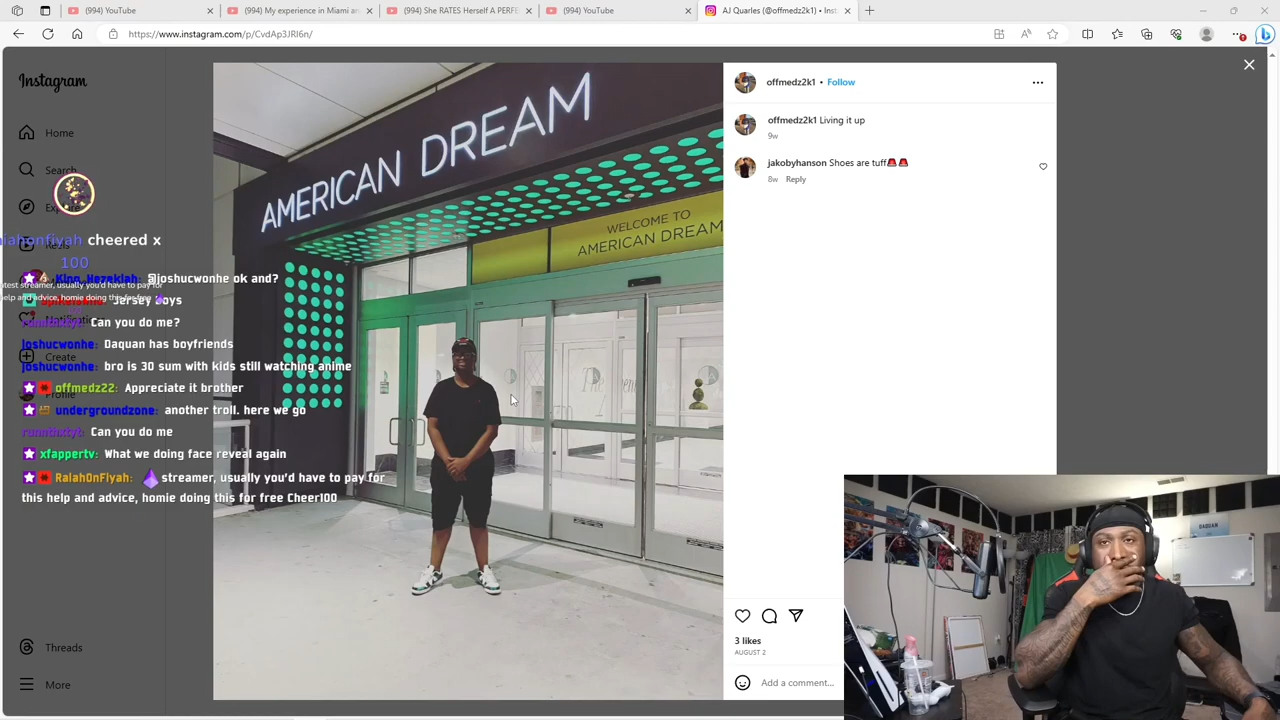 (994) YouTube
(994) My experience in Miami an
(994) She RATES Herself A PERFE
(994) YouTube
AJ Quarles (@offmedz2k1) • Inst
https://www.instagram.com/p/CvdAp3JRl6n/
Instagram
Home
Search
Create
Threads
More
AMERICAN DREAM
WELCOME TO
AMERICAN DREAM
cheered x
100
King_Hezekiah: @joshucwonhe ok and?
Jersey boys
Can you do me?
joshucwonhe: Daquan has boyfriends
joshucwonhe: bro is 30 sum with kids still watching anime
offmedz22: Appreciate it brother
undergroundzone: another troll. here we go
runnthxtyt: Can you do me
xfappertv: What we doing face reveal again
RaiahOnFiyah: streamer, usually you'd have to pay for
this help and advice, homie doing this for free Cheer100
offmedz2k1 • Follow
offmedz2k1 Living it up
9w
jakobyhanson Shoes are tuff🚨🚨
8w Reply
3 likes
AUGUST 2
Add a comment...
DAQUAN